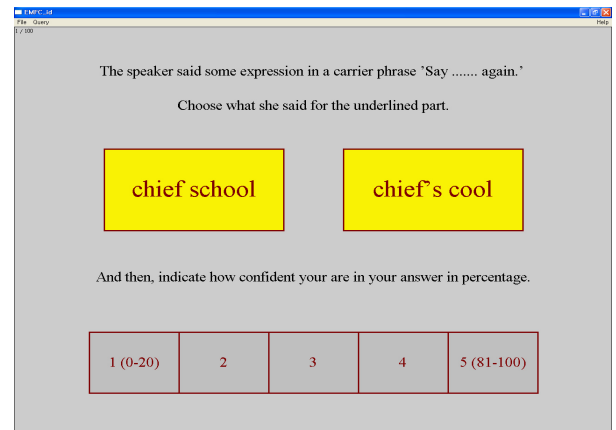 EMFC_id
File Query Help
1 / 100
The speaker said some expression in a carrier phrase 'Say ....... again.'
Choose what she said for the underlined part.
chief school chief's cool
And then, indicate how confident your are in your answer in percentage.
1 (0-20) 2 3 4 5 (81-100)